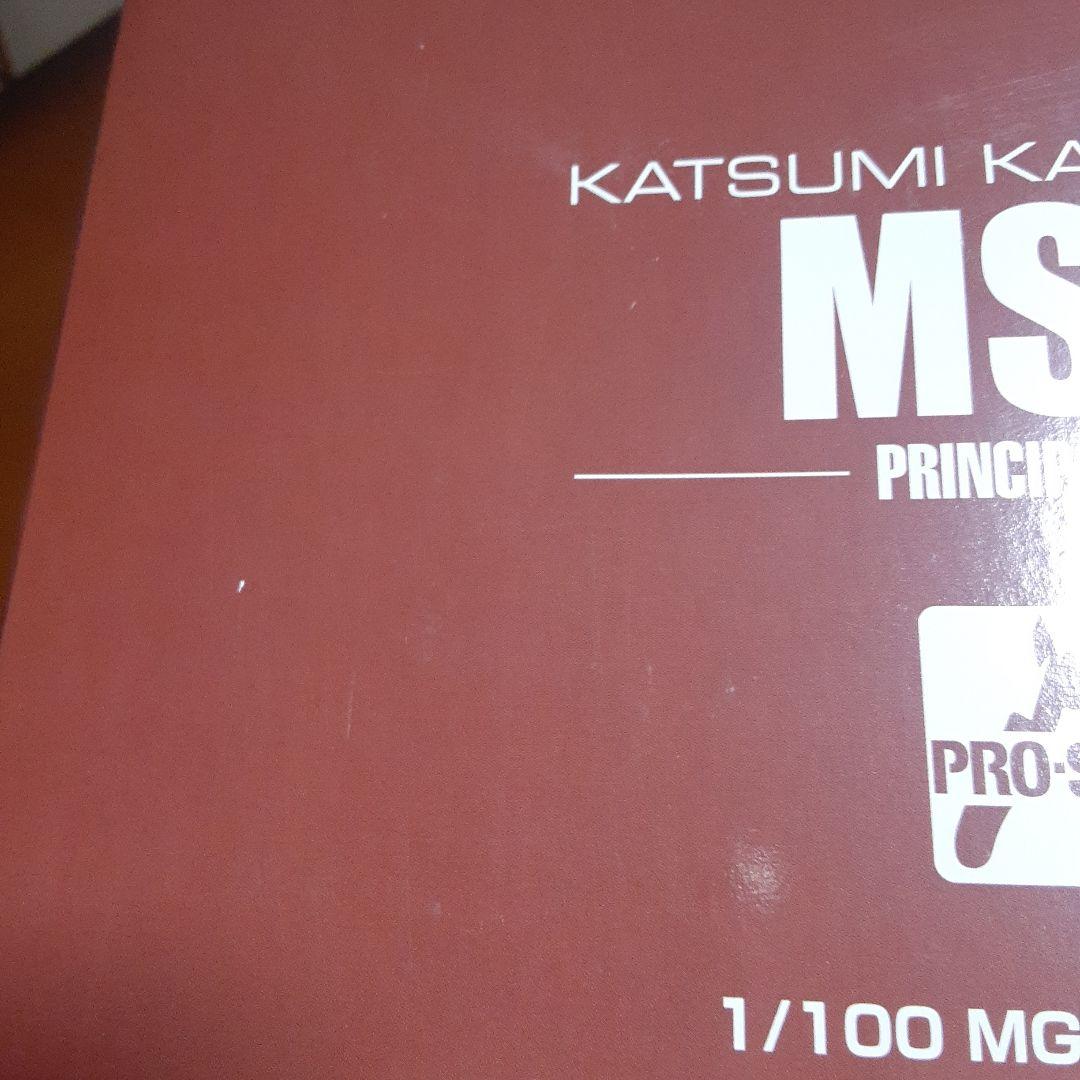 KATSUMI KA
MS
PRINCIP
PRO-S
1/100 MG